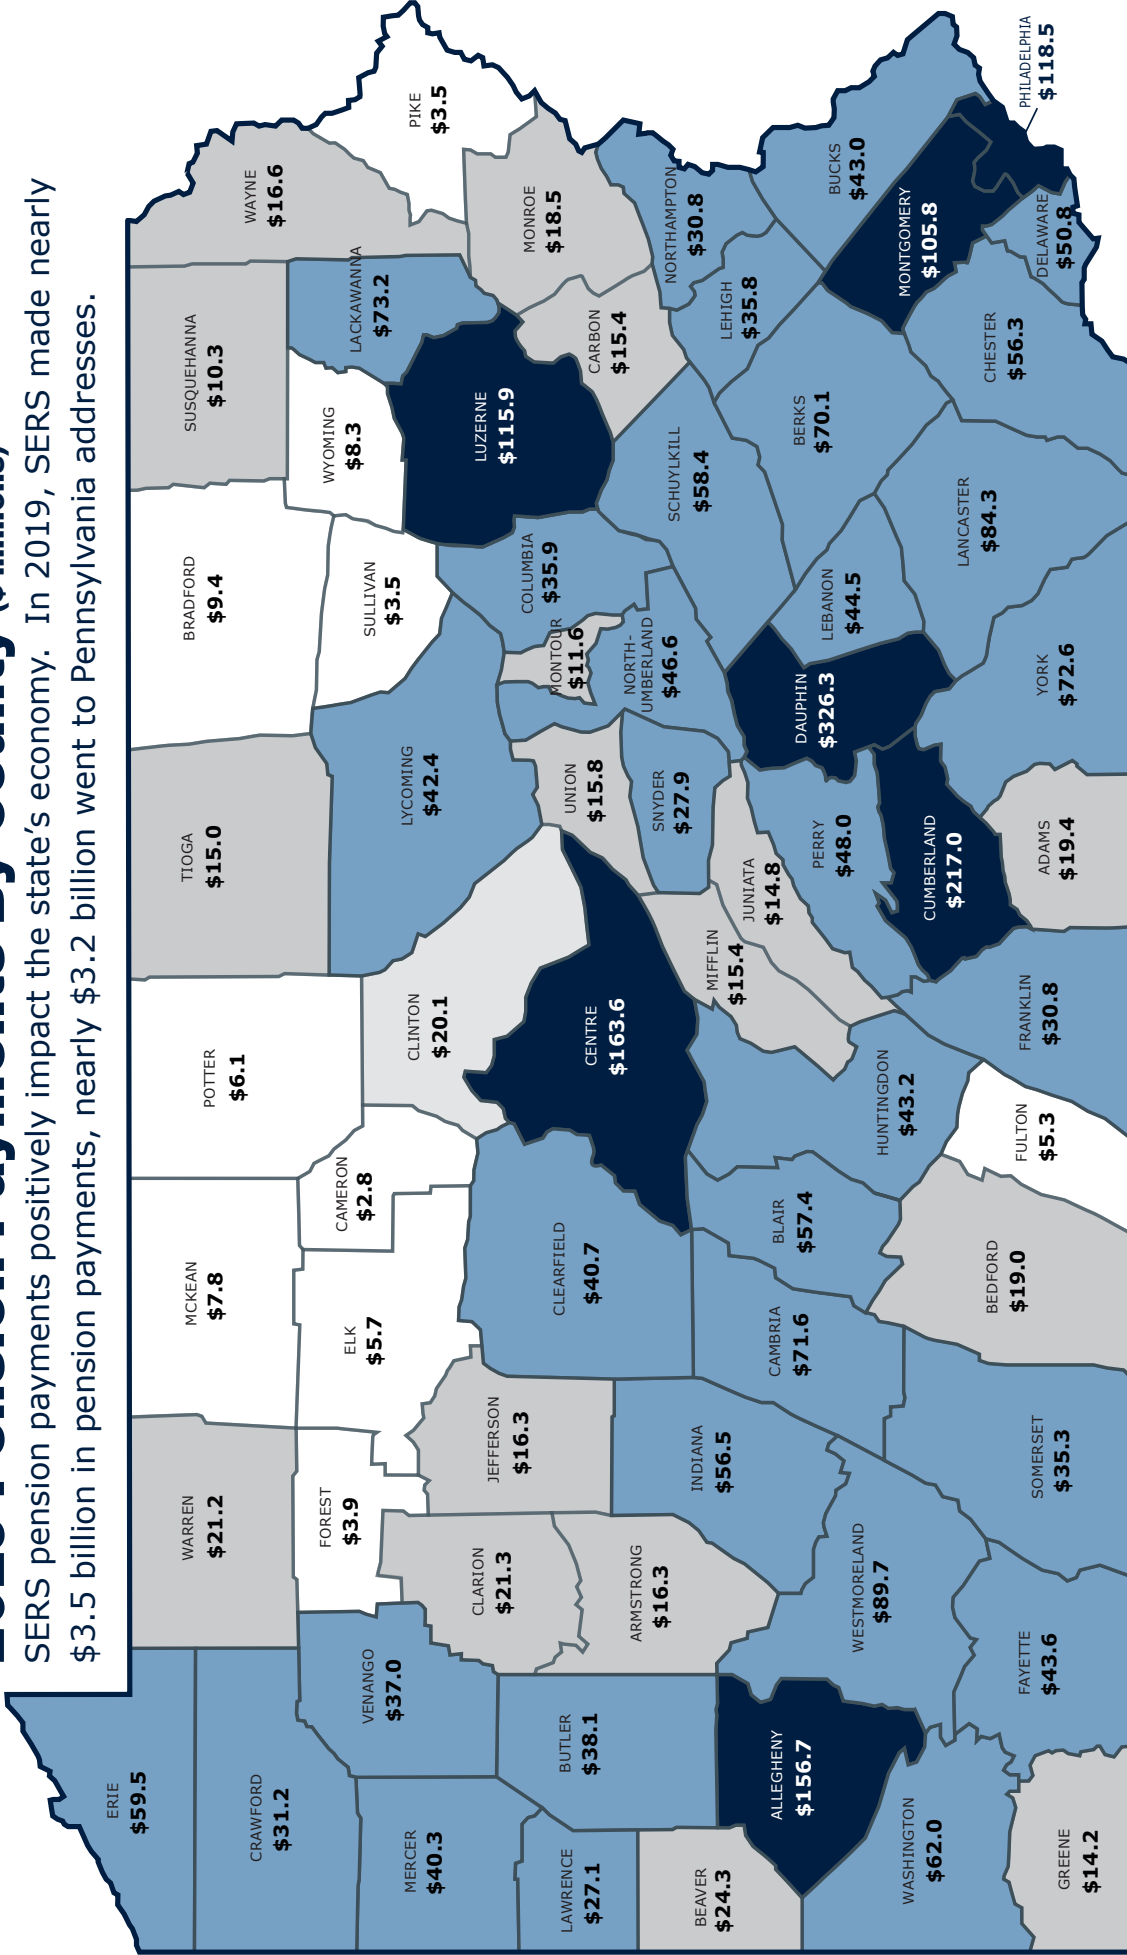 2019 Pension Payments By County ($ millions)
SERS pension payments positively impact the state's economy. In 2019, SERS made nearly
$3.5 billion in pension payments, nearly $3.2 billion went to Pennsylvania addresses.
ERIE
$59.5
CRAWFORD
$31.2
WARREN
$21.2
MCKEAN
$7.8
POTTER
$6.1
TIOGA
$15.0
BRADFORD
$9.4
SUSQUEHANNA
$10.3
WAYNE
$16.6
MERCER
$40.3
VENANGO
$37.0
FOREST
$3.9
ELK
$5.7
CAMERON
$2.8
CLINTON
$20.1
LYCOMING
$42.4
SULLIVAN
$3.5
WYOMING
$8.3
LACKAWANNA
$73.2
PIKE
$3.5
LAWRENCE
$27.1
BUTLER
$38.1
CLARION
$21.3
JEFFERSON
$16.3
CLEARFIELD
$40.7
CENTRE
$163.6
UNION
$15.8
MONTOUR
$11.6
COLUMBIA
$35.9
LUZERNE
$115.9
MONROE
$18.5
CARBON
$15.4
BEAVER
$24.3
ARMSTRONG
$16.3
INDIANA
$56.5
MIFFLIN
$15.4
SNYDER
$27.9
NORTH-
UMBERLAND
$46.6
SCHUYLKILL
$58.4
NORTHAMPTON
$30.8
LEHIGH
$35.8
ALLEGHENY
$156.7
WESTMORELAND
$89.7
CAMBRIA
$71.6
BLAIR
$57.4
HUNTINGDON
$43.2
JUNIATA
$14.8
PERRY
$48.0
DAUPHIN
$326.3
LEBANON
$44.5
BERKS
$70.1
BUCKS
$43.0
MONTGOMERY
$105.8
WASHINGTON
$62.0
CUMBERLAND
$217.0
LANCASTER
$84.3
CHESTER
$56.3
DELAWARE
$50.8
PHILADELPHIA
$118.5
GREENE
$14.2
FAYETTE
$43.6
SOMERSET
$35.3
BEDFORD
$19.0
FULTON
$5.3
FRANKLIN
$30.8
ADAMS
$19.4
YORK
$72.6